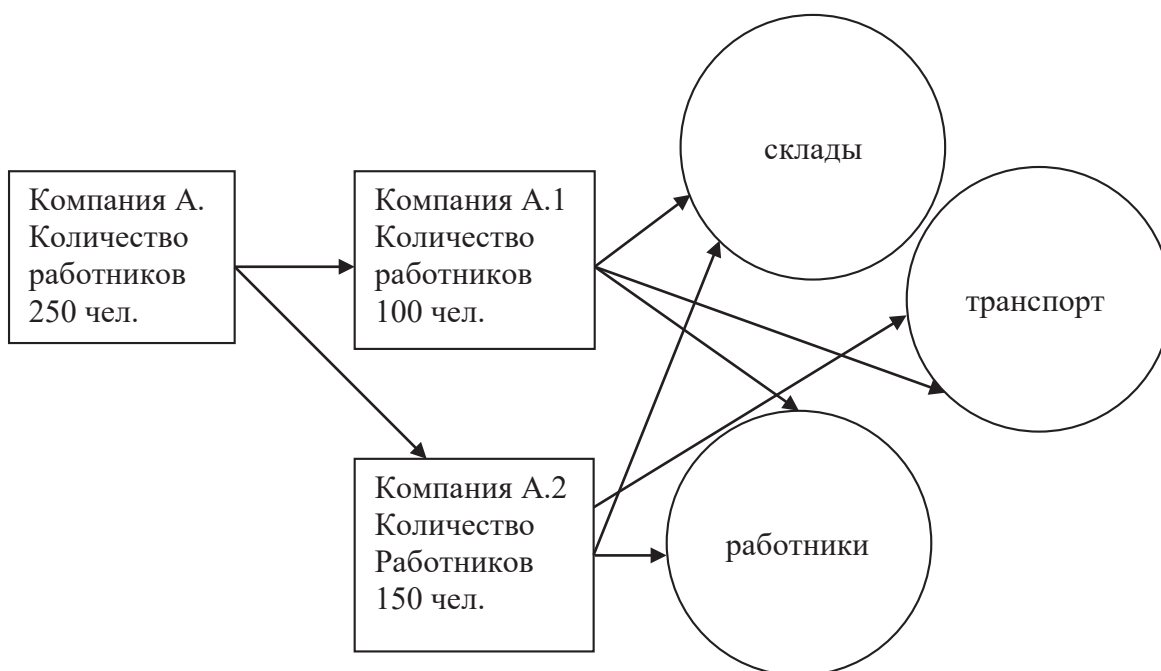 Компания А.
Количество
работников
250 чел.
Компания А.1
Количество
работников
100 чел.
склады
транспорт
Компания А.2
Количество
Работников
150 чел.
работники